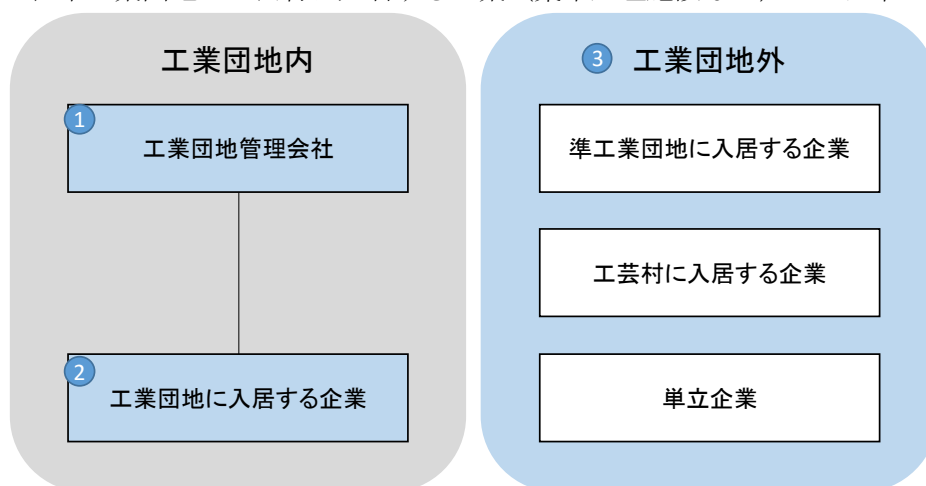 工業団地内
1
工業団地管理会社
2
工業団地に入居する企業
3 工業団地外
準工業団地に入居する企業
工芸村に入居する企業
単立企業